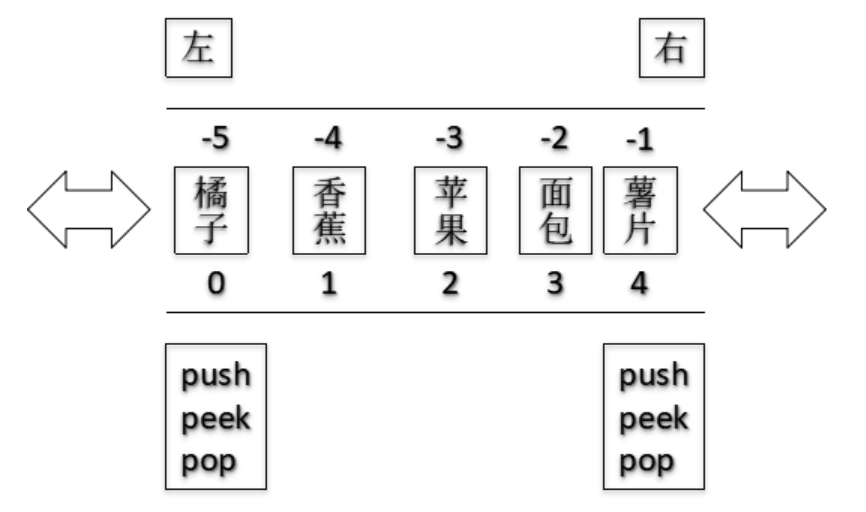 左 右
-5 -4 -3 -2 -1
橘子 香蕉 苹果 面包 薯片
0 1 2 3 4
push push
peek peek
pop pop